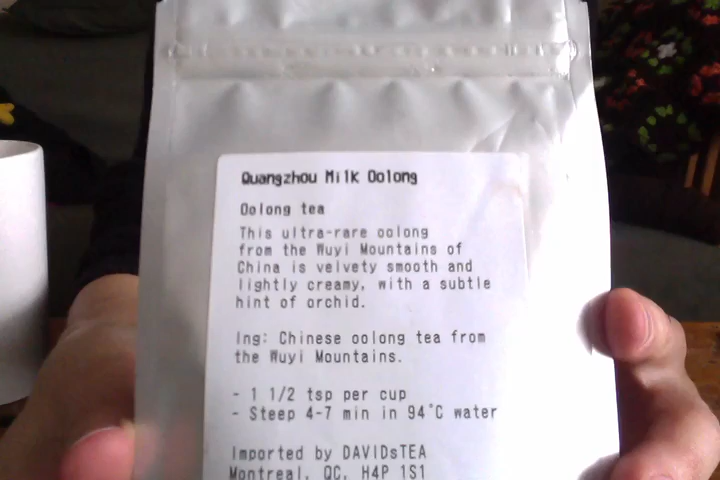 Quangzhou Milk Oolong
Oolong tea
This ultra-rare oolong
from the Wuyi Mountains of
China is velvety smooth and
lightly creamy, with a subtle
hint of orchid.
Ing: Chinese oolong tea from
the Wuyi Mountains.
- 1 1/2 tsp per cup
- Steep 4-7 min in 94°C water
Imported by DAVIDsTEA
Montreal, QC, H4P 1S1